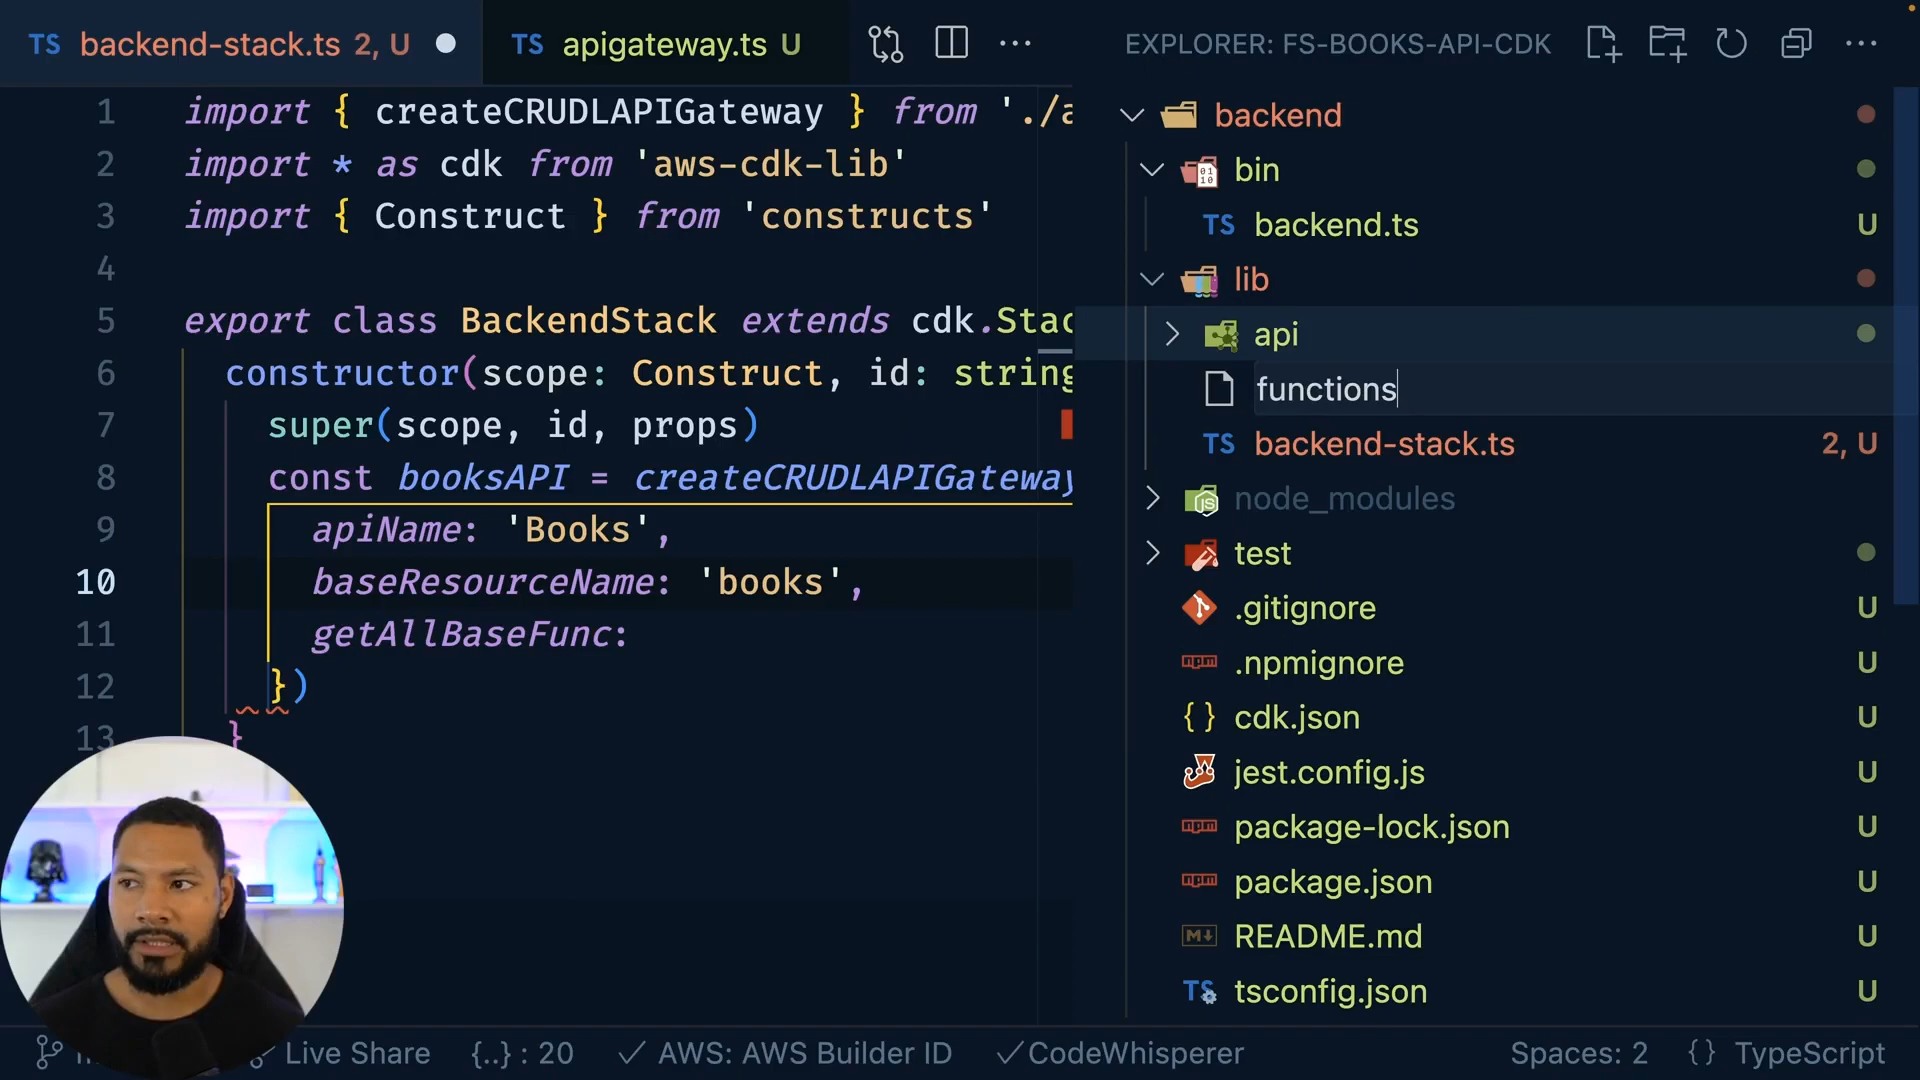 TS backend-stack.ts 2, U
TS apigateway.ts U
1 import { createCRUDLAPIGateway } from './a
2 import * as cdk from 'aws-cdk-lib'
3 import { Construct } from 'constructs'
4
5 export class BackendStack extends cdk.Stac
6 constructor(scope: Construct, id: string
7 super(scope, id, props)
8 const booksAPI = createCRUDLAPIGateway
9 apiName: 'Books',
10 baseResourceName: 'books',
11 getAllBaseFunc:
12 })
13 }
EXPLORER: FS-BOOKS-API-CDK
backend
bin
TS backend.ts U
lib
api
functions
TS backend-stack.ts 2, U
node_modules
test
.gitignore U
.npmignore U
{ } cdk.json U
jest.config.js U
package-lock.json U
package.json U
README.md U
TS tsconfig.json U
Live Share
{..} : 20
AWS: AWS Builder ID
CodeWhisperer
Spaces: 2
{ } TypeScript